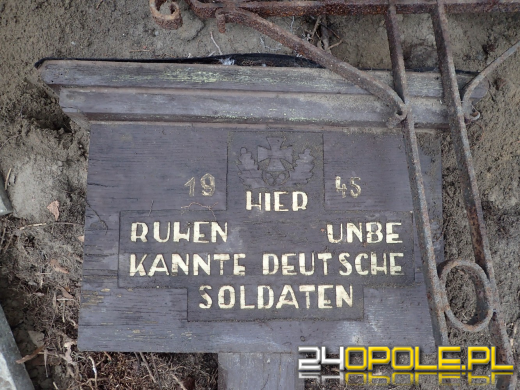 19 45
HIER
RUHEN UNBE
KANNTE DEUTSCHE
SOLDATEN
24OPOLE.PL